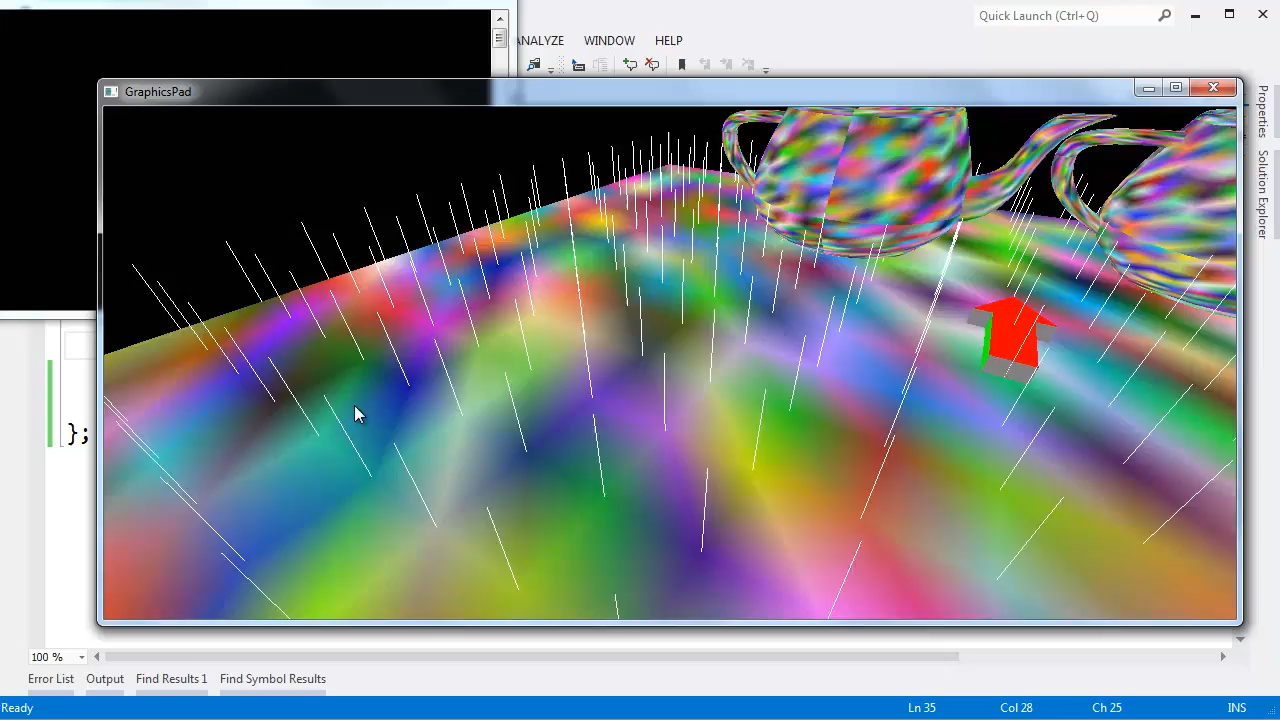 Quick Launch (Ctrl+Q)
ANALYZE WINDOW HELP
GraphicsPad
Properties
Solution Explorer
};
100 %
Error List Output Find Results 1 Find Symbol Results
Ready Ln 35 Col 28 Ch 25 INS